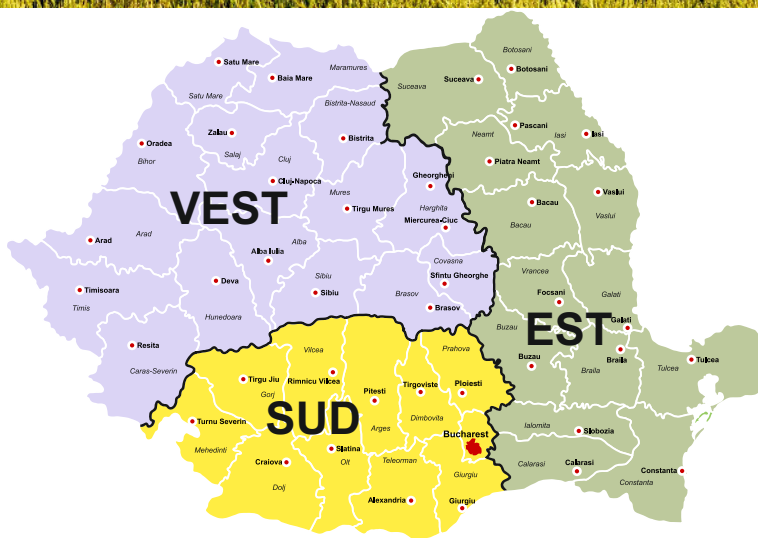 Botosani
Satu Mare
Maramures
Botosani
Baia Mare
Suceava
Suceava
Satu Mare
Bistrita-Nasaud
Pascani
Zalau
Neamt
Iasi
Iasi
Bistrita
Oradea
Salaj
Cluj
Bihor
Piatra Neamt
Gheorgheni
Cluj-Napoca
Mures
Vaslui
Bacau
VEST
Harghita
Tirgu Mures
Vaslui
Miercurea-Ciuc
Bacau
Arad
Arad
Alba
Alba Iulia
Covasna
Vrancea
Sibiu
Deva
Sfintu Gheorghe
Timisoara
Sibiu
Brasov
Focsani
Galati
Timis
Hunedoara
Brasov
Galati
Buzau
EST
Resita
Vilcea
Prahova
Buzau
Braila
Tulcea
Caras-Severin
Braila
Tulcea
Tirgu Jiu
Rimnicu Vilcea
Pitesti
Tirgoviste
Ploiesti
Gorj
SUD
Dimbovita
Turnu Severin
Arges
Ialomita
Slobozia
Bucharest
Mehedinti
Slatina
Craiova
Olt
Teleorman
Calarasi
Calarasi
Constanta
Giurgiu
Constanta
Dolj
Alexandria
Giurgiu